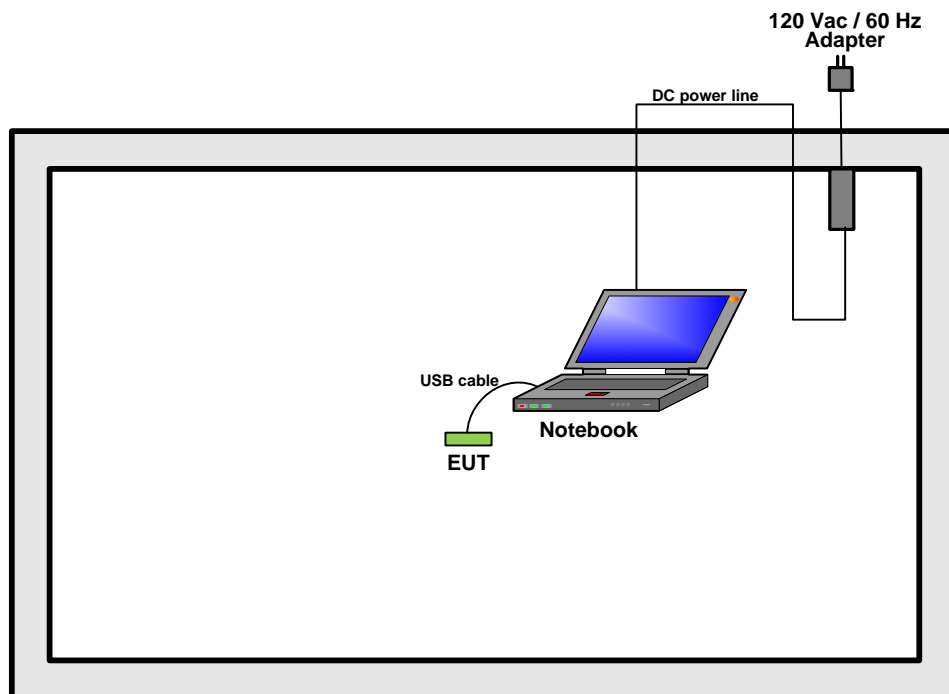 120 Vac / 60 Hz
Adapter
DC power line
USB cable
Notebook
EUT